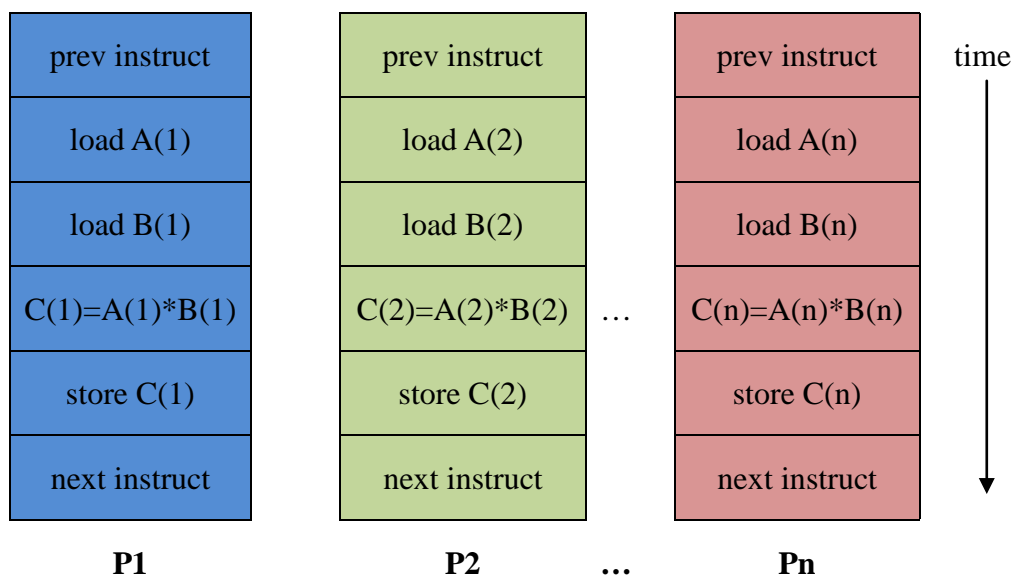 prev instruct prev instruct prev instruct time
load A(1) load A(2) load A(n)
load B(1) load B(2) load B(n)
C(1)=A(1)*B(1) C(2)=A(2)*B(2) … C(n)=A(n)*B(n)
store C(1) store C(2) store C(n)
next instruct next instruct next instruct
P1 P2 … Pn